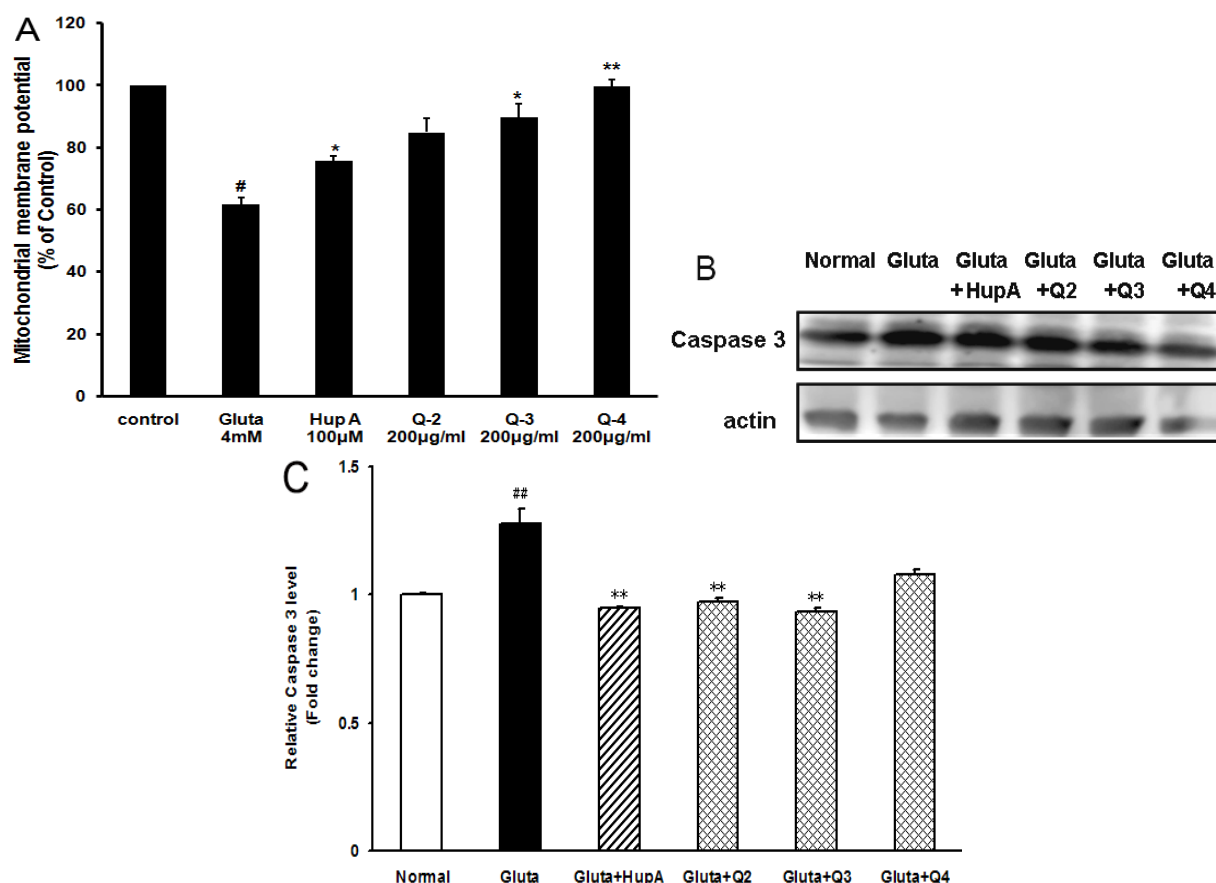 A
Mitochondrial membrane potential
(% of Control)
120
100
80
60
40
20
0
#
*
*
**
control Gluta Hup A Q-2 Q-3 Q-4
4mM 100µM 200µg/ml 200µg/ml 200µg/ml
B
Normal Gluta Gluta Gluta Gluta Gluta
+HupA +Q2 +Q3 +Q4
Caspase 3
actin
C
Relative Caspase 3 level
(Fold change)
1.5
1
0.5
0
##
**
**
**
Normal Gluta Gluta+HupA Gluta+Q2 Gluta+Q3 Gluta+Q4